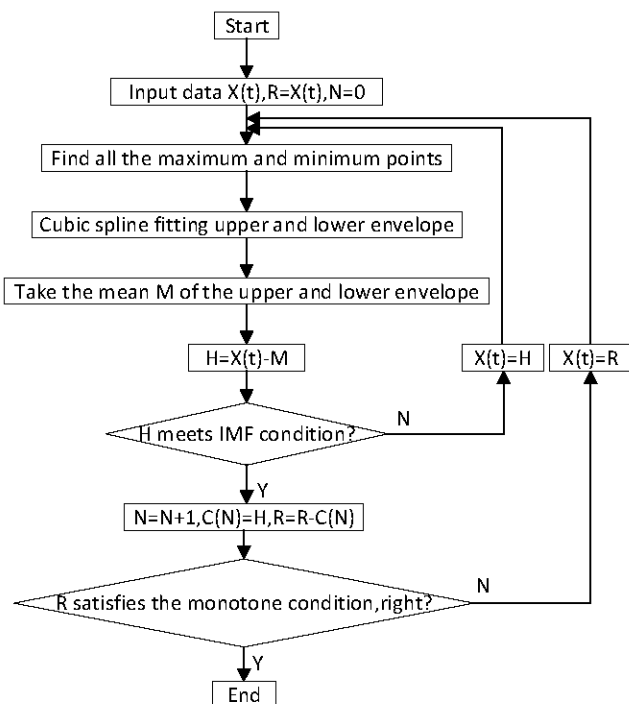 Start
Input data X(t),R=X(t),N=0
Find all the maximum and minimum points
Cubic spline fitting upper and lower envelope
Take the mean M of the upper and lower envelope
H=X(t)-M
X(t)=H
X(t)=R
H meets IMF condition?
N
Y
N=N+1,C(N)=H,R=R-C(N)
R satisfies the monotone condition,right?
N
Y
End